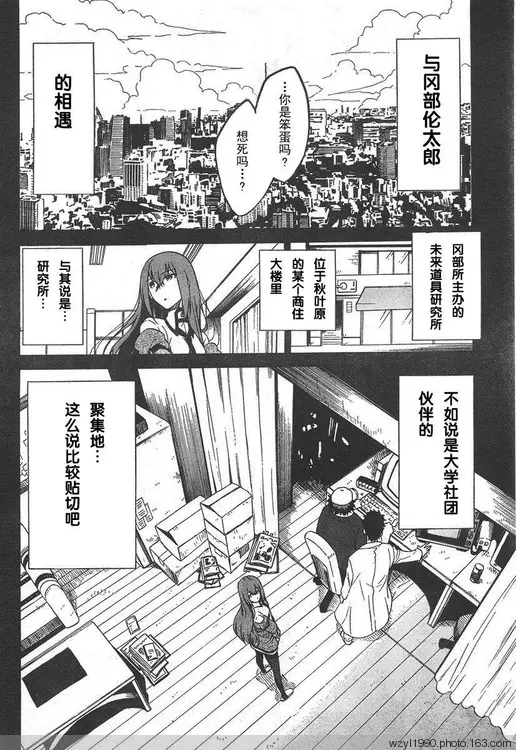 与冈部伦太郎
…你是笨蛋吗？
想死吗…？
的相遇
冈部所主办的
未来道具研究所
位于秋叶原
的某个商住
大楼里
与其说是…
研究所…
不如说是大学社团
伙伴的
聚集地…
这么说比较贴切吧
wzyl1990.photo.163.com